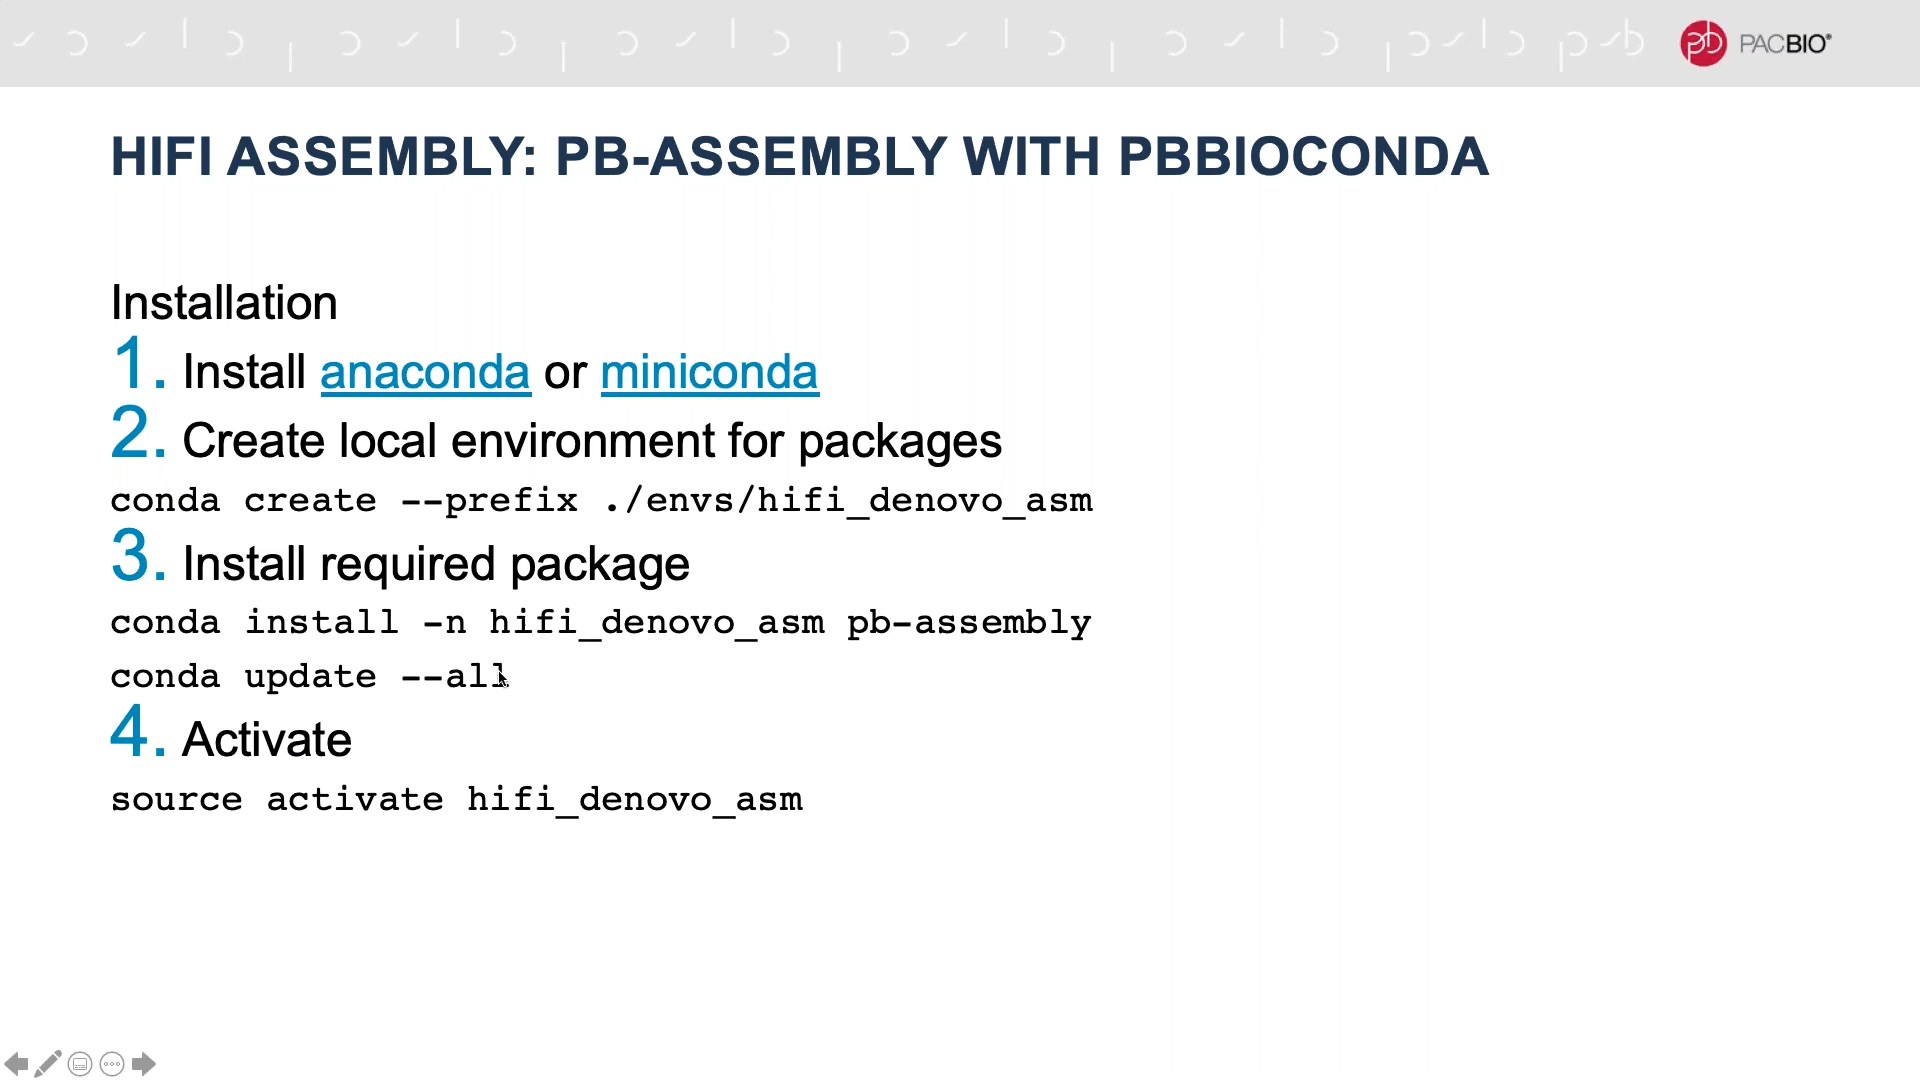 PACBIO®
HIFI ASSEMBLY: PB-ASSEMBLY WITH PBBIOCONDA
Installation
1. Install anaconda or miniconda
2. Create local environment for packages
conda create --prefix ./envs/hifi_denovo_asm
3. Install required package
conda install -n hifi_denovo_asm pb-assembly
conda update --all
4. Activate
source activate hifi_denovo_asm